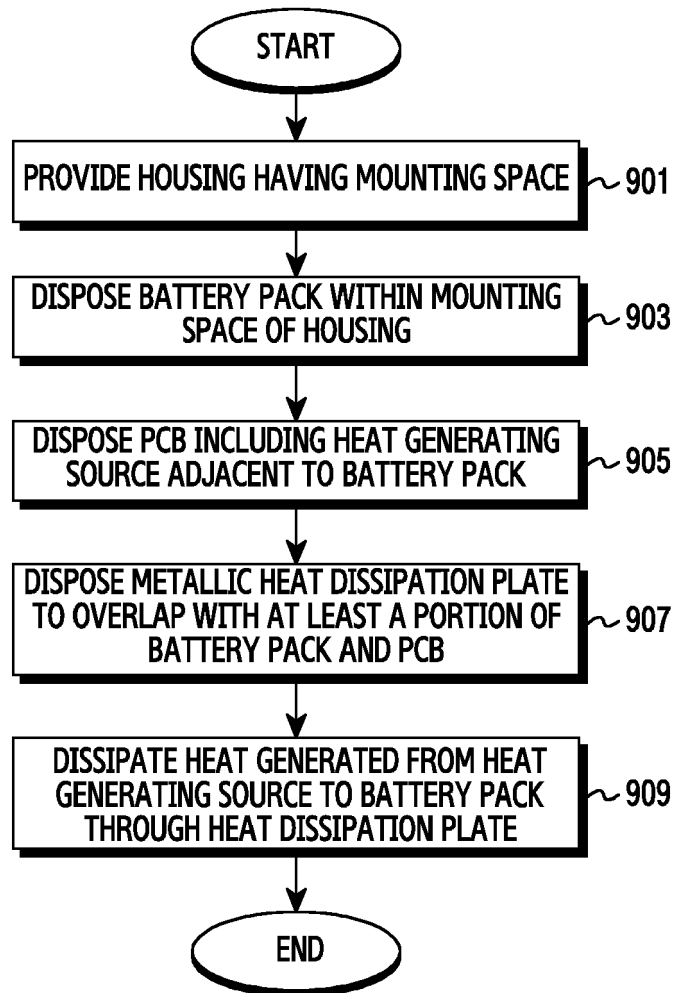 START
PROVIDE HOUSING HAVING MOUNTING SPACE
901
DISPOSE BATTERY PACK WITHIN MOUNTING
SPACE OF HOUSING
903
DISPOSE PCB INCLUDING HEAT GENERATING
SOURCE ADJACENT TO BATTERY PACK
905
DISPOSE METALLIC HEAT DISSIPATION PLATE
TO OVERLAP WITH AT LEAST A PORTION OF
BATTERY PACK AND PCB
907
DISSIPATE HEAT GENERATED FROM HEAT
GENERATING SOURCE TO BATTERY PACK
THROUGH HEAT DISSIPATION PLATE
909
END